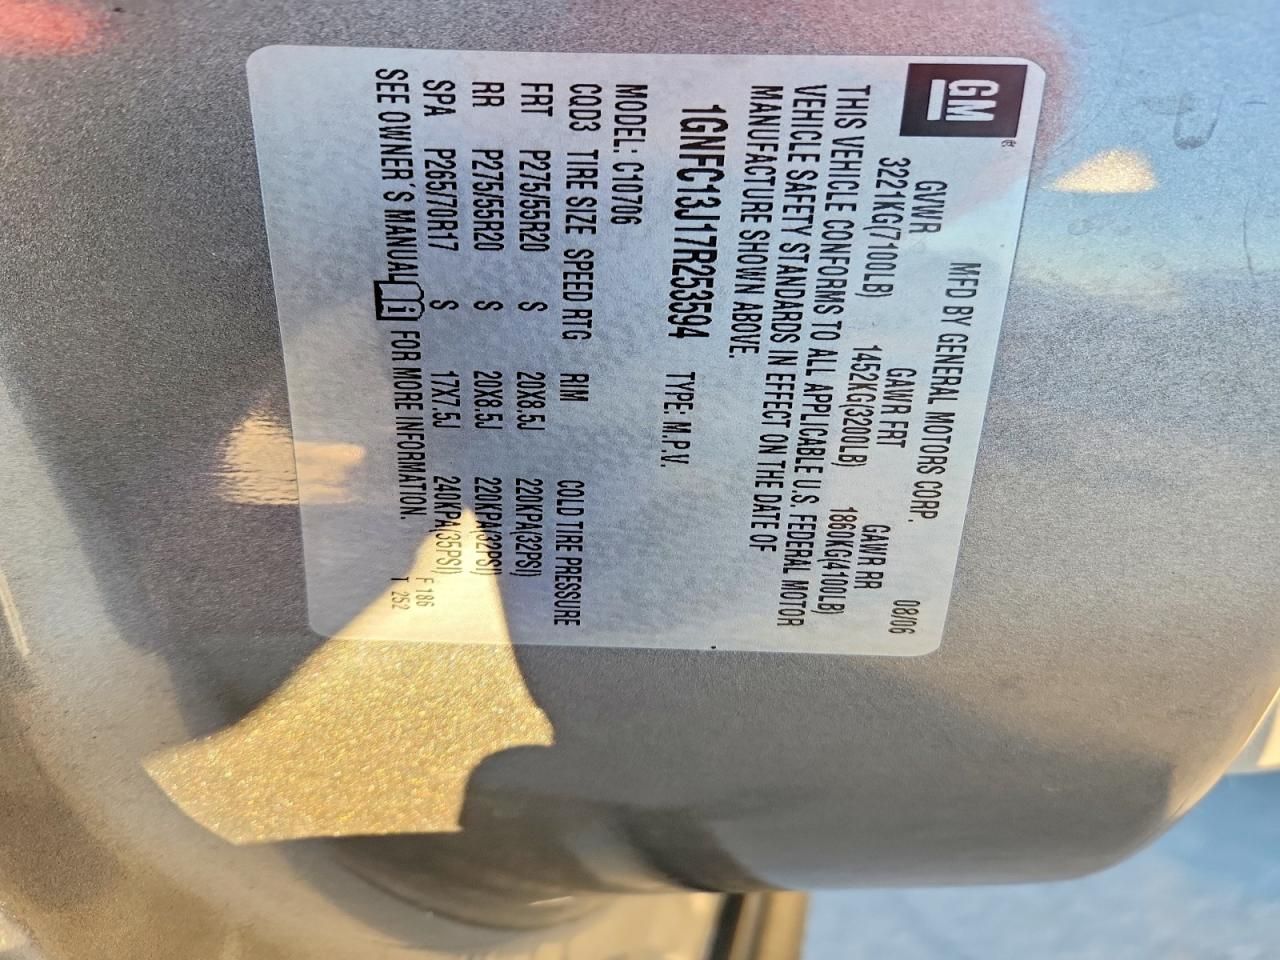 GM
MFD BY GENERAL MOTORS CORP. 08/06
GVWR GAWR FRT GAWR RR
3221KG(7100LB) 1452KG(3200LB) 1860KG(4100LB)
THIS VEHICLE CONFORMS TO ALL APPLICABLE U.S. FEDERAL MOTOR
VEHICLE SAFETY STANDARDS IN EFFECT ON THE DATE OF
MANUFACTURE SHOWN ABOVE.
1GNFC13J17R253594 TYPE: M.P.V.
MODEL: C10706
CQD3 TIRE SIZE SPEED RTG RIM COLD TIRE PRESSURE
FRT P275/55R20 S 20X8.5J 220KPA(32PSI)
RR P275/55R20 S 20X8.5J 220KPA(32PSI)
SPA P265/70R17 S 17X7.5J 240KPA(35PSI)
SEE OWNER'S MANUAL i FOR MORE INFORMATION.
F 186
T 252